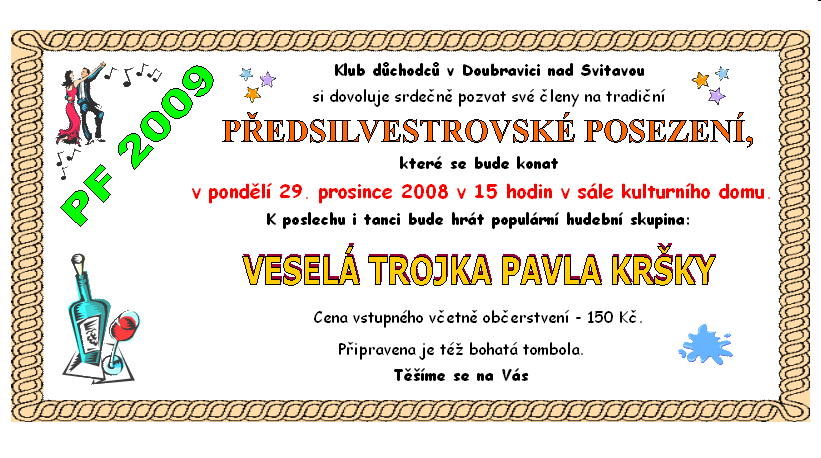 PF 2009
Klub důchodců v Doubravici nad Svitavou
si dovoluje srdečně pozvat své členy na tradiční
PŘEDSILVESTROVSKÉ POSEZENÍ,
které se bude konat
v pondělí 29. prosince 2008 v 15 hodin v sále kulturního domu.
K poslechu i tanci bude hrát populární hudební skupina:
VESELÁ TROJKA PAVLA KRŠKY
Cena vstupného včetně občerstvení - 150 Kč.
Připravena je též bohatá tombola.
Těšíme se na Vás